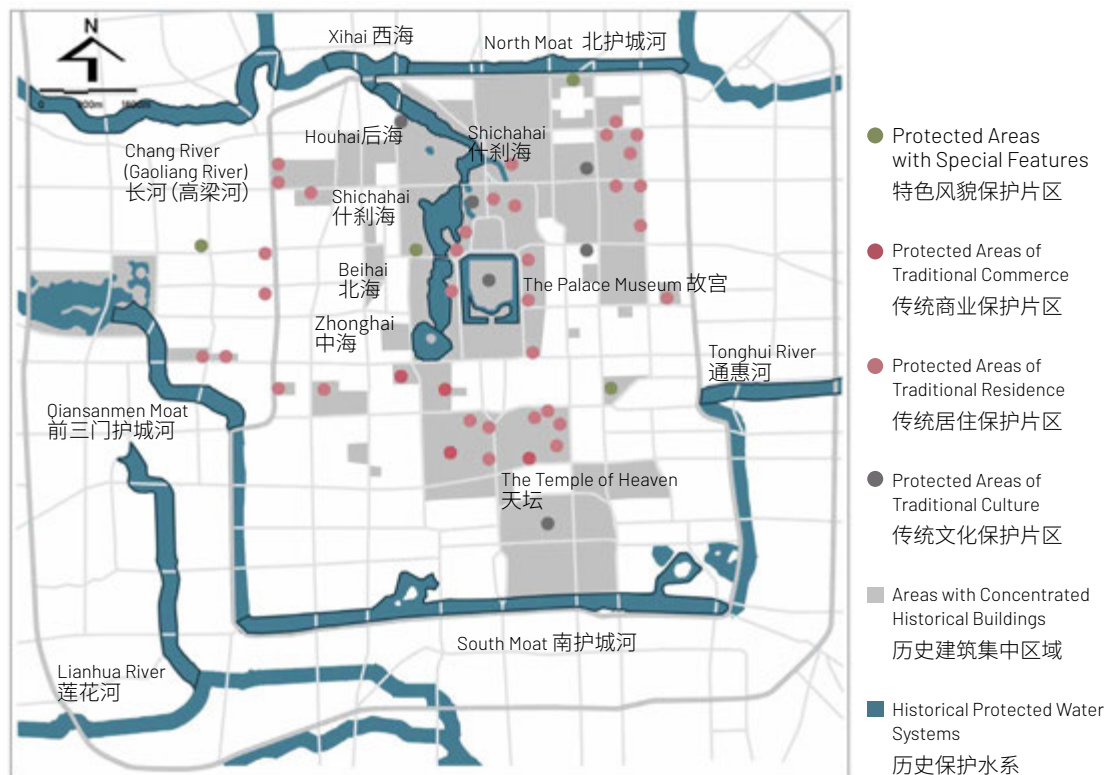 N
0
800m
1600m
Xihai 西海
North Moat 北护城河
Houhai后海
Shichahai
什刹海
Chang River
(Gaoliang River)
长河(高梁河)
Shichahai
什刹海
Beihai
北海
The Palace Museum 故宫
Zhonghai
中海
Tonghui River
通惠河
Qiansanmen Moat
前三门护城河
The Temple of Heaven
天坛
South Moat 南护城河
Lianhua River
莲花河
Protected Areas
with Special Features
特色风貌保护片区
Protected Areas of
Traditional Commerce
传统商业保护片区
Protected Areas of
Traditional Residence
传统居住保护片区
Protected Areas of
Traditional Culture
传统文化保护片区
Areas with Concentrated
Historical Buildings
历史建筑集中区域
Historical Protected Water
Systems
历史保护水系